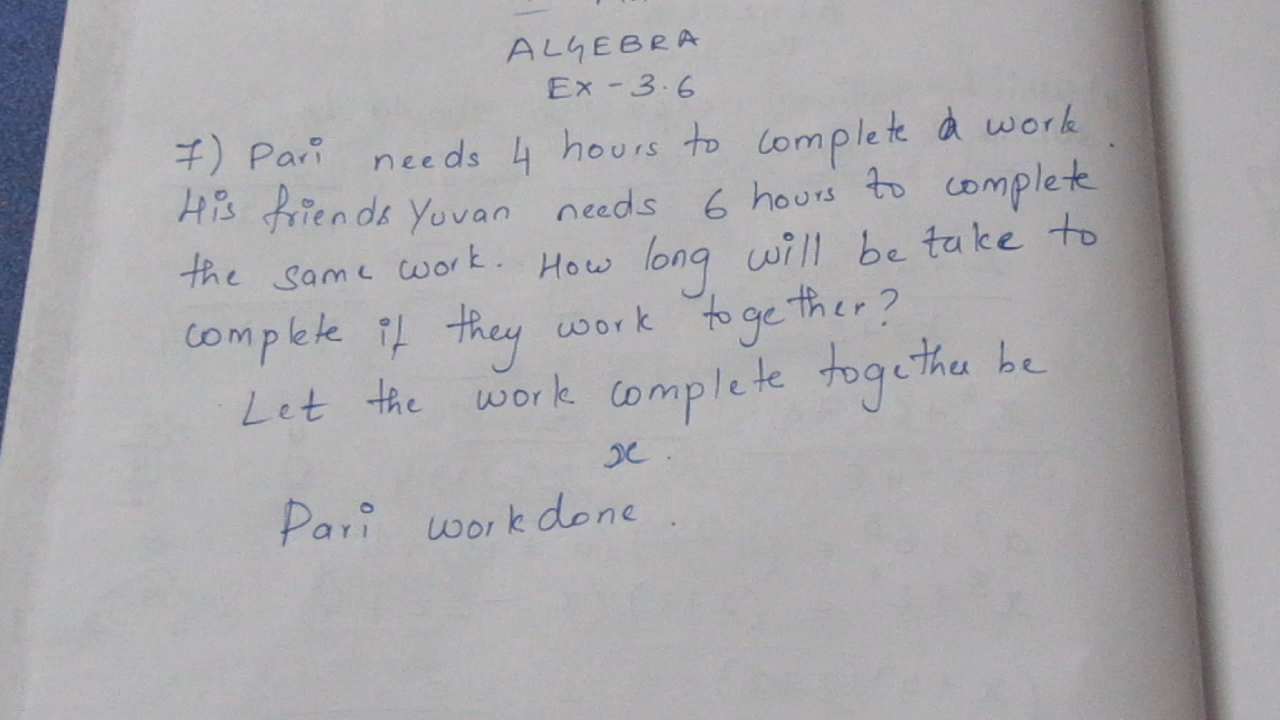 ALGEBRA
Ex - 3.6
7) Pari needs 4 hours to complete a work.
His friends Yuvan needs 6 hours to complete
the same work. How long will be take to
complete if they work together?
Let the work complete together be
x.
Pari workdone.